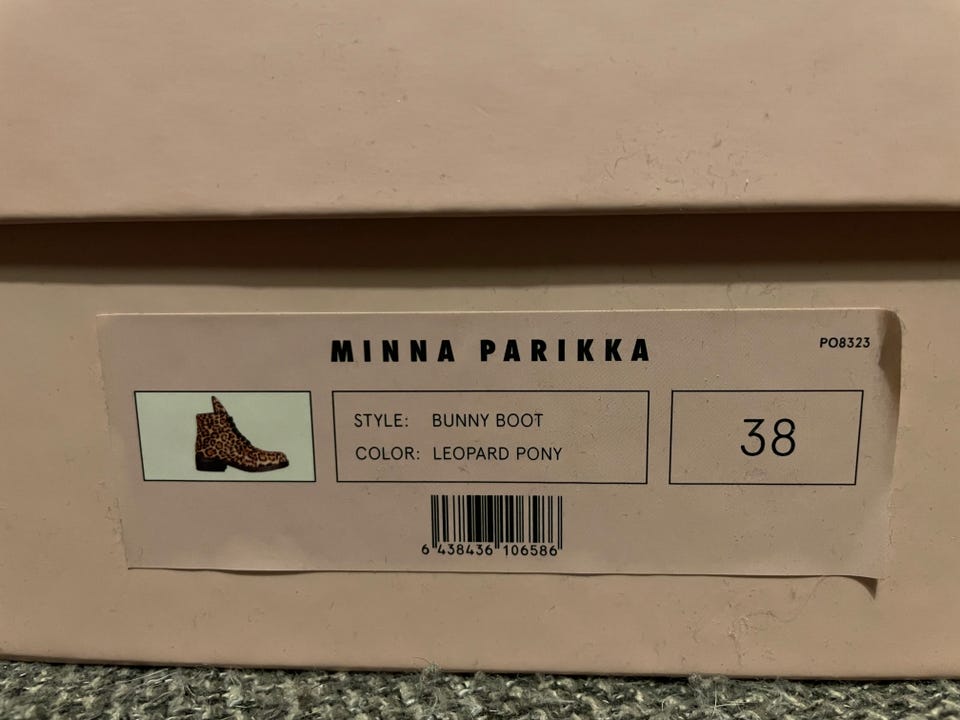 MINNA PARIKKA
PO8323
STYLE: BUNNY BOOT
COLOR: LEOPARD PONY
38
6 438436 106586